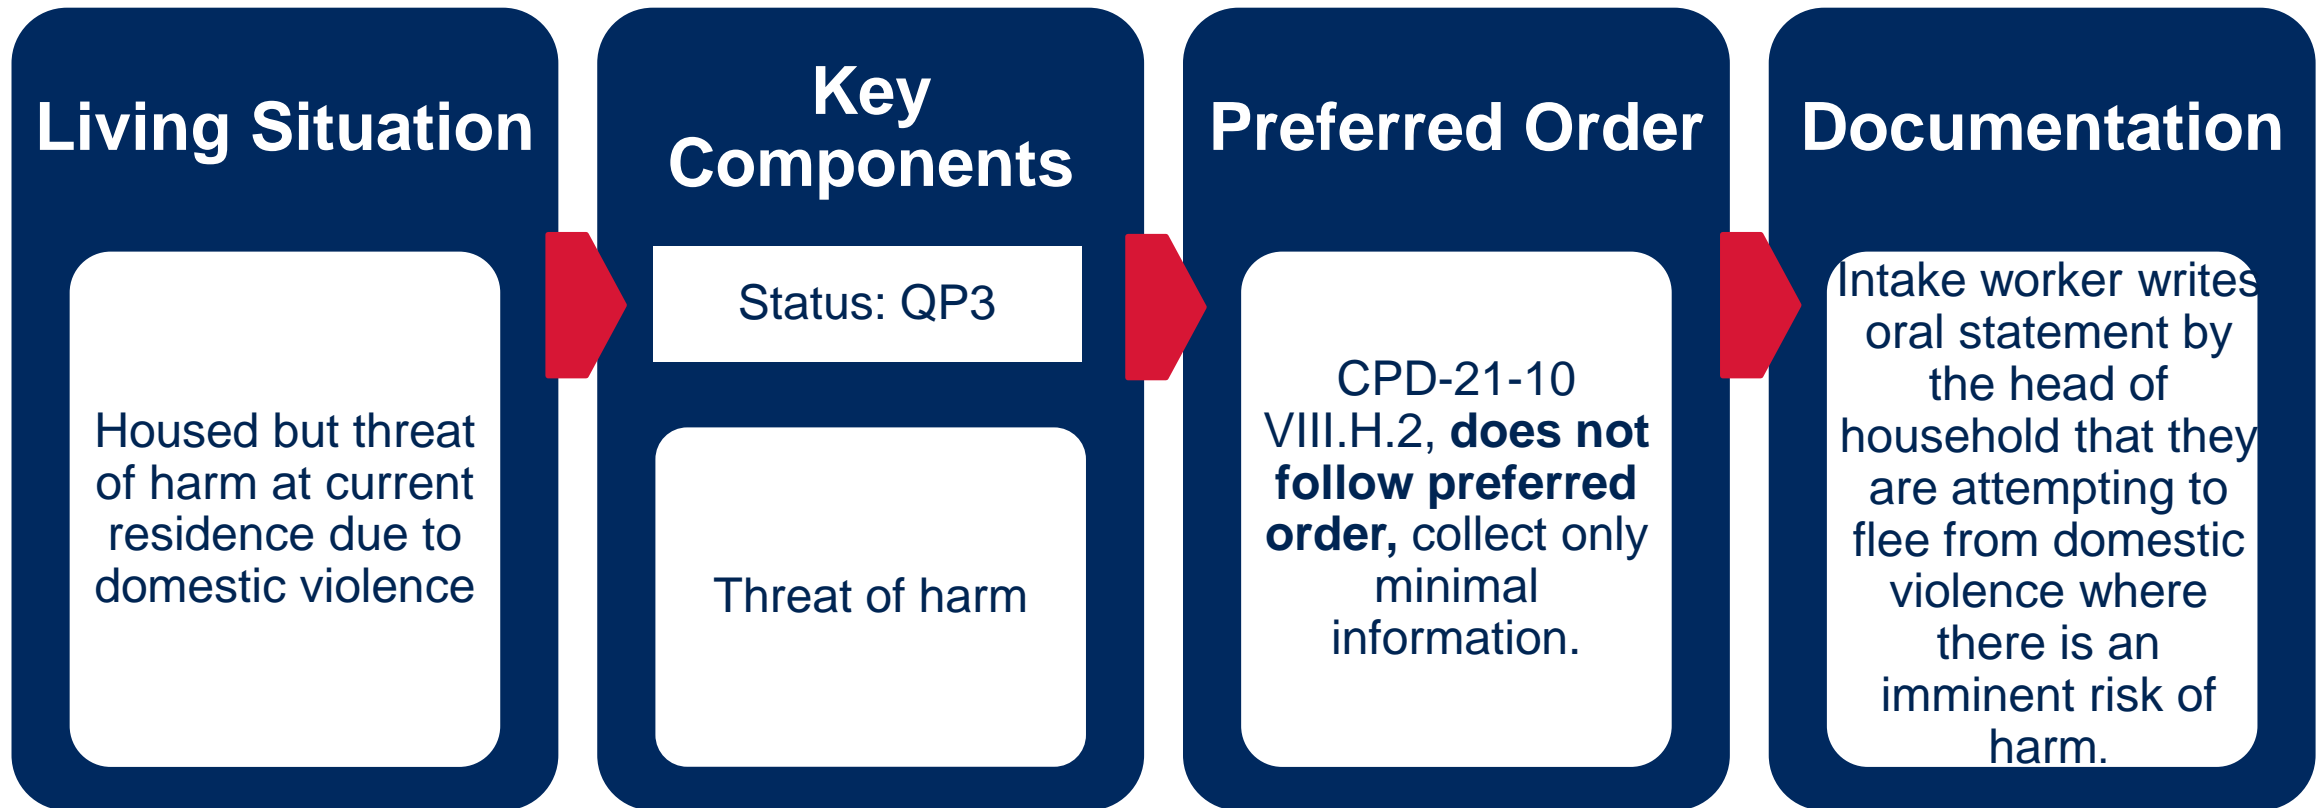 Living Situation
Housed but threat
of harm at current
residence due to
domestic violence
Key
Components
Status: QP3
Threat of harm
Preferred Order
CPD-21-10
VIII.H.2, does not
follow preferred
order, collect only
minimal
information.
Documentation
Intake worker writes
oral statement by
the head of
household that they
are attempting to
flee from domestic
violence where
there is an
imminent risk of
harm.